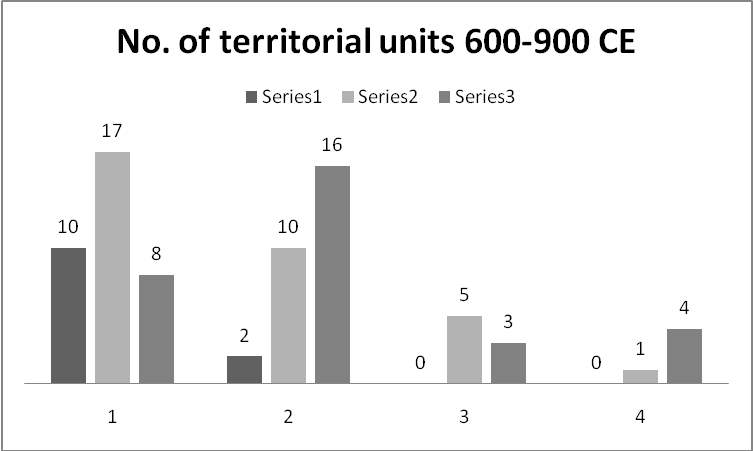 No. of territorial units 600-900 CE
Series1 Series2 Series3
10 17 8 2 10 16 0 5 3 0 1 4
1 2 3 4